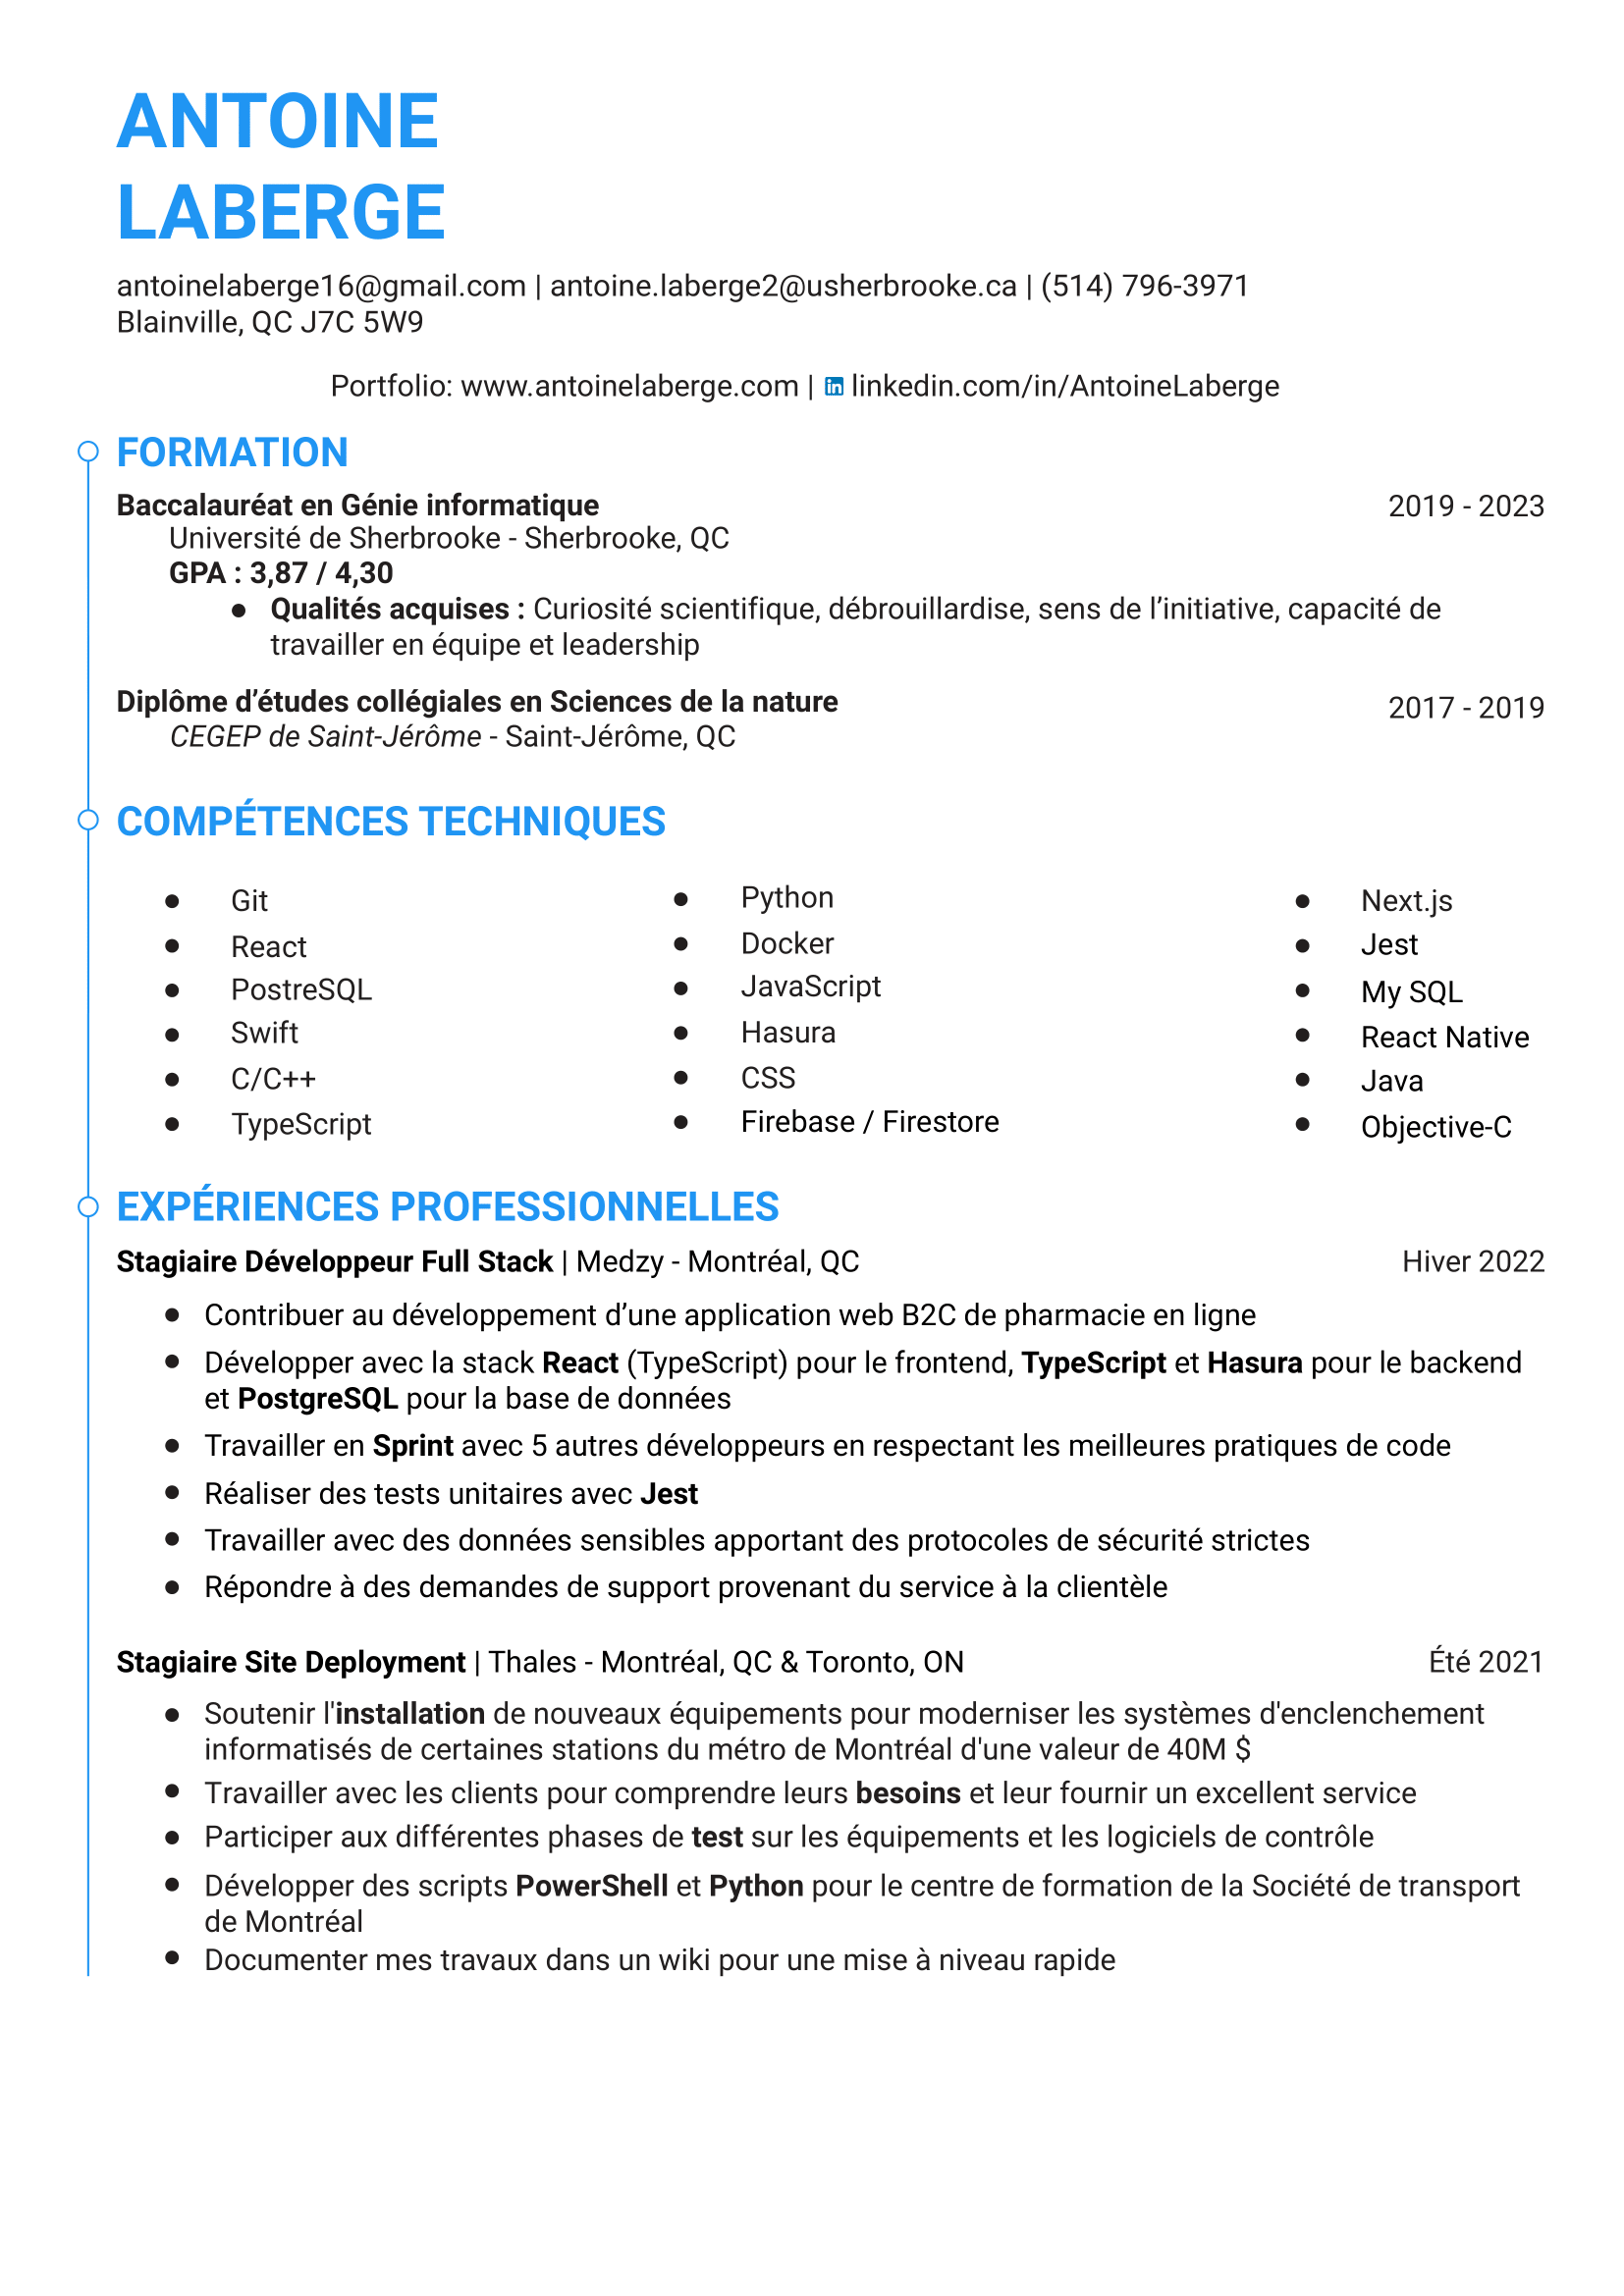 ANTOINE
LABERGE
antoinelaberge16@gmail.com | antoine.laberge2@usherbrooke.ca | (514) 796-3971
Blainville, QC J7C 5W9
Portfolio: www.antoinelaberge.com | in linkedin.com/in/AntoineLaberge
FORMATION
Baccalauréat en Génie informatique 2019 - 2023
Université de Sherbrooke - Sherbrooke, QC
GPA : 3,87 / 4,30
● Qualités acquises : Curiosité scientifique, débrouillardise, sens de l’initiative, capacité de
travailler en équipe et leadership
Diplôme d’études collégiales en Sciences de la nature 2017 - 2019
CEGEP de Saint-Jérôme - Saint-Jérôme, QC
COMPÉTENCES TECHNIQUES
● Git
● React
● PostreSQL
● Swift
● C/C++
● TypeScript
● Python
● Docker
● JavaScript
● Hasura
● CSS
● Firebase / Firestore
● Next.js
● Jest
● My SQL
● React Native
● Java
● Objective-C
EXPÉRIENCES PROFESSIONNELLES
Stagiaire Développeur Full Stack | Medzy - Montréal, QC Hiver 2022
● Contribuer au développement d’une application web B2C de pharmacie en ligne
● Développer avec la stack React (TypeScript) pour le frontend, TypeScript et Hasura pour le backend
et PostgreSQL pour la base de données
● Travailler en Sprint avec 5 autres développeurs en respectant les meilleures pratiques de code
● Réaliser des tests unitaires avec Jest
● Travailler avec des données sensibles apportant des protocoles de sécurité strictes
● Répondre à des demandes de support provenant du service à la clientèle
Stagiaire Site Deployment | Thales - Montréal, QC & Toronto, ON Été 2021
● Soutenir l'installation de nouveaux équipements pour moderniser les systèmes d'enclenchement
informatisés de certaines stations du métro de Montréal d'une valeur de 40M $
● Travailler avec les clients pour comprendre leurs besoins et leur fournir un excellent service
● Participer aux différentes phases de test sur les équipements et les logiciels de contrôle
● Développer des scripts PowerShell et Python pour le centre de formation de la Société de transport
de Montréal
● Documenter mes travaux dans un wiki pour une mise à niveau rapide